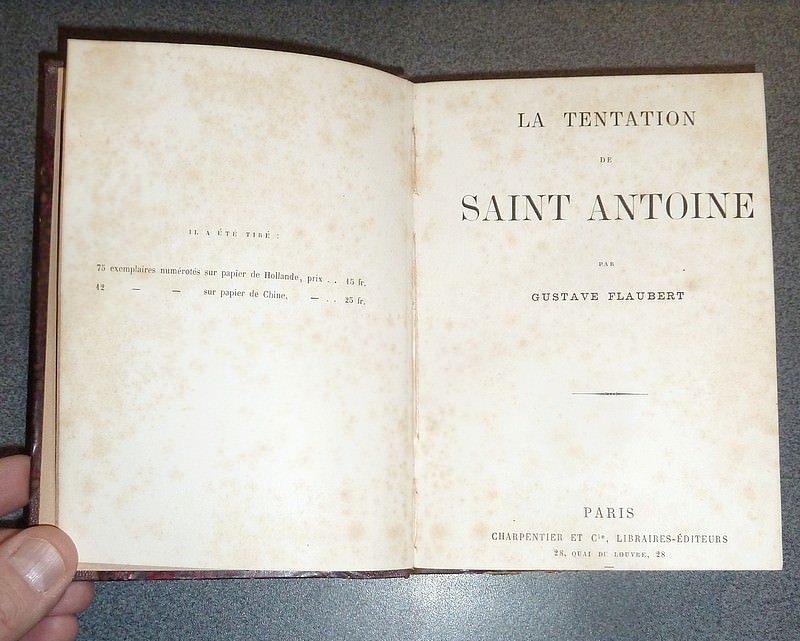 IL A ÉTÉ TIRÉ :
75 exemplaires numérotés sur papier de Hollande, prix . . 15 fr.
12 — — sur papier de Chine, — . . 25 fr.
LA TENTATION
DE
SAINT ANTOINE
PAR
GUSTAVE FLAUBERT
PARIS
CHARPENTIER ET Cie, LIBRAIRES-ÉDITEURS
28, QUAI DU LOUVRE, 28